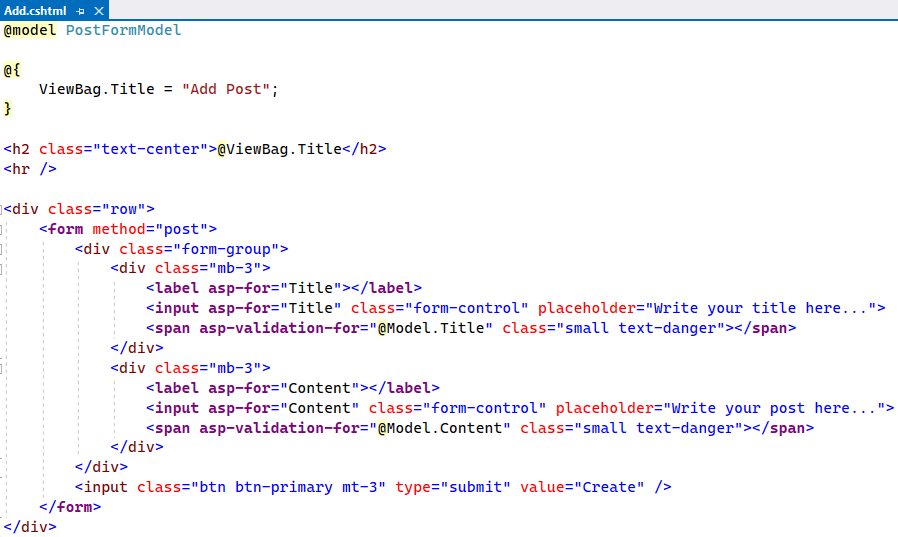 Add.cshtml
@model PostFormModel
@{
    ViewBag.Title = "Add Post";
}
<h2 class="text-center">@ViewBag.Title</h2>
<hr />
<div class="row">
    <form method="post">
        <div class="form-group">
            <div class="mb-3">
                <label asp-for="Title"></label>
                <input asp-for="Title" class="form-control" placeholder="Write your title here...">
                <span asp-validation-for="@Model.Title" class="small text-danger"></span>
            </div>
            <div class="mb-3">
                <label asp-for="Content"></label>
                <input asp-for="Content" class="form-control" placeholder="Write your post here...">
                <span asp-validation-for="@Model.Content" class="small text-danger"></span>
            </div>
        </div>
        <input class="btn btn-primary mt-3" type="submit" value="Create" />
    </form>
</div>